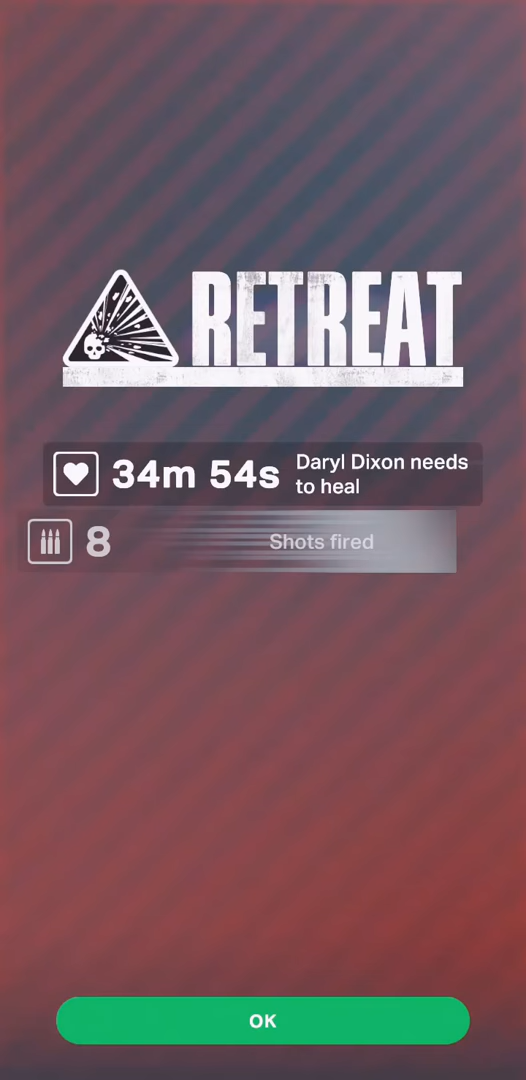 RETREAT
34m 54s
Daryl Dixon needs
to heal
8
Shots fired
OK